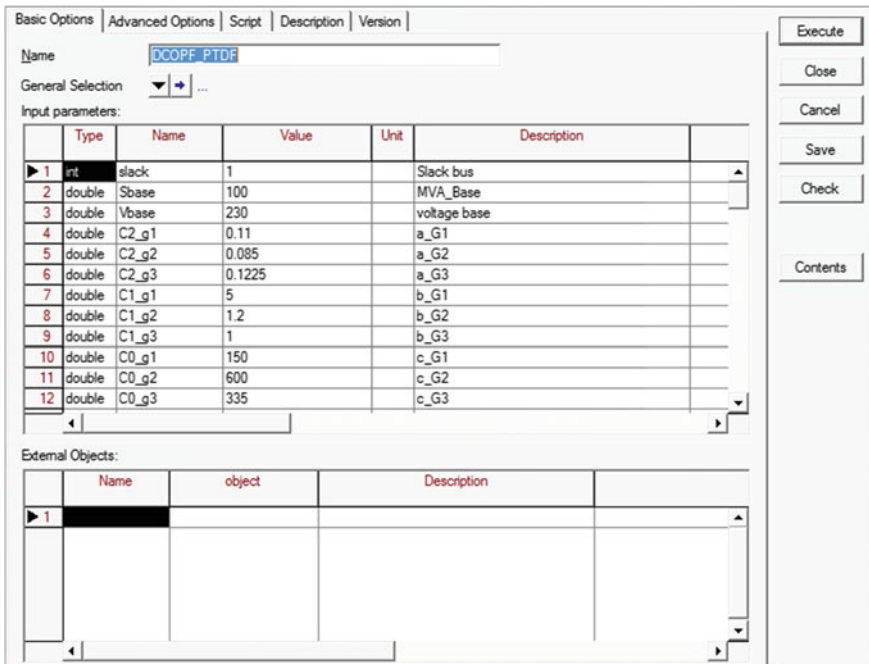 Basic Options Advanced Options Script Description Version
Execute
Name DCOPF_PTDF
Close
General Selection ...
Cancel
Input parameters:
Type Name Value Unit Description
Save
1 int slack 1 Slack bus
2 double Sbase 100 MVA_Base
Check
3 double Vbase 230 voltage base
4 double C2_g1 0.11 a_G1
5 double C2_g2 0.085 a_G2
6 double C2_g3 0.1225 a_G3
Contents
7 double C1_g1 5 b_G1
8 double C1_g2 1.2 b_G2
9 double C1_g3 1 b_G3
10 double C0_g1 150 c_G1
11 double C0_g2 600 c_G2
12 double C0_g3 335 c_G3
External Objects:
Name object Description
1